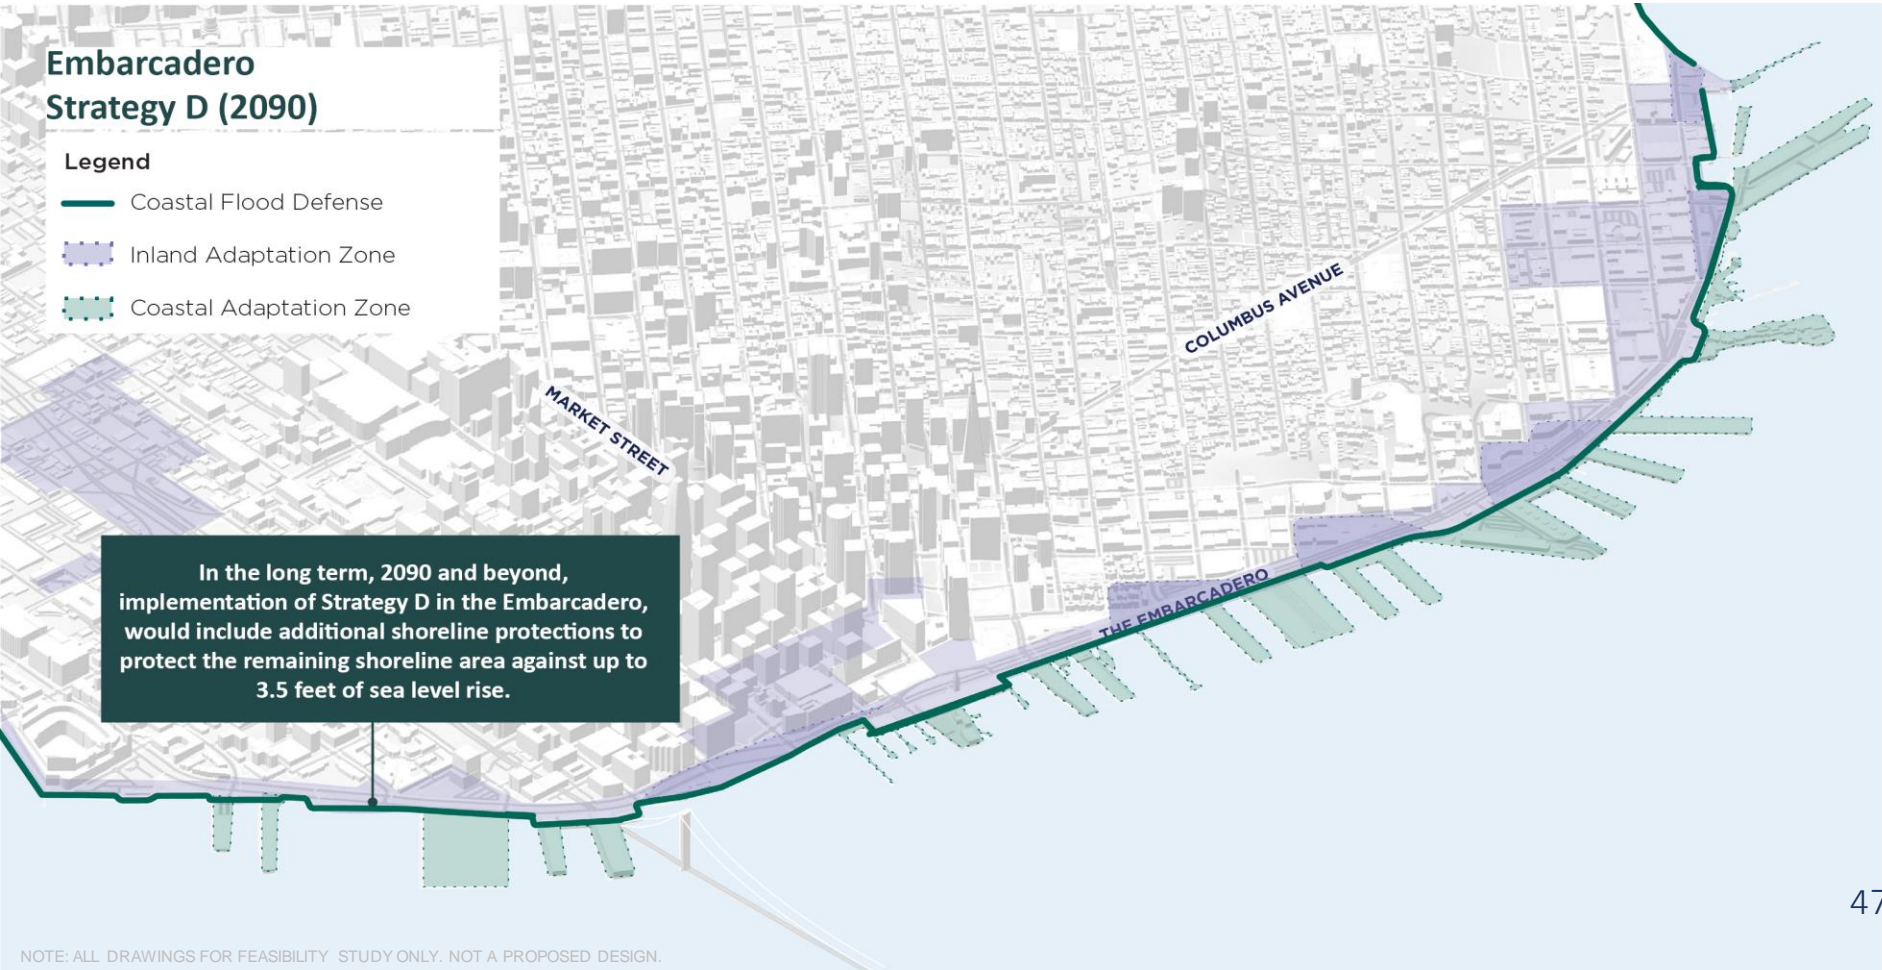 Embarcadero
Strategy D (2090)
Legend
Coastal Flood Defense
Inland Adaptation Zone
Coastal Adaptation Zone
COLUMBUS AVENUE
MARKET STREET
In the long term, 2090 and beyond,
implementation of Strategy D in the Embarcadero,
would include additional shoreline protections to
protect the remaining shoreline area against up to
3.5 feet of sea level rise.
THE EMBARCADERO
47
NOTE: ALL DRAWINGS FOR FEASIBILITY STUDY ONLY. NOT A PROPOSED DESIGN.